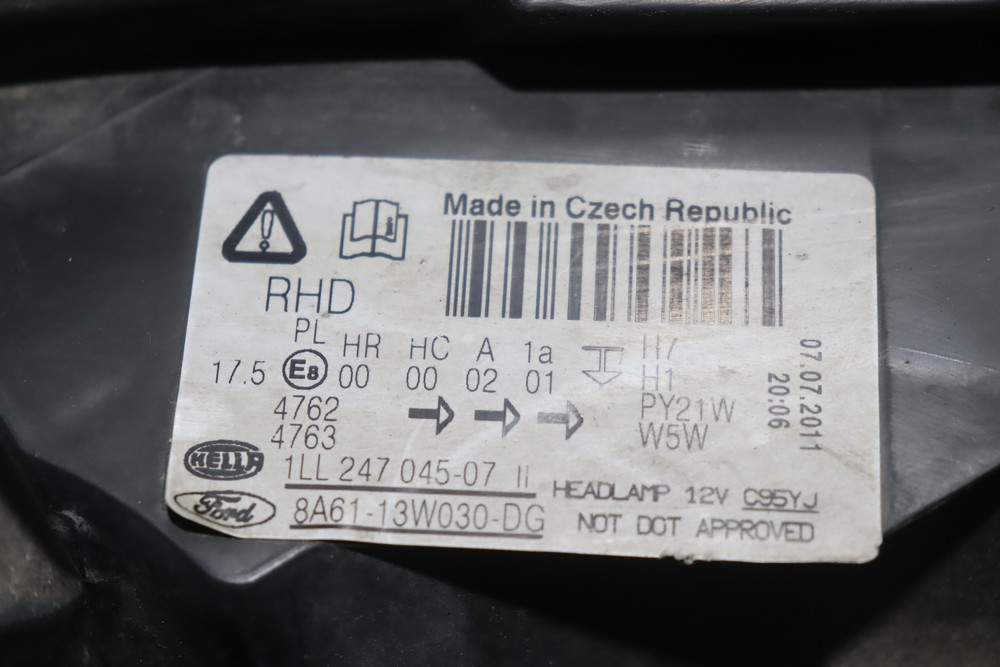 Made in Czech Republic
RHD
PL HR HC A 1a H7
17.5 E8 00 00 02 01 H1
4762 PY21W
4763 W5W
07.07.2011
20:06
HELLA 1LL 247 045-07 II
HEADLAMP 12V C95YJ
Ford 8A61-13W030-DG
NOT DOT APPROVED